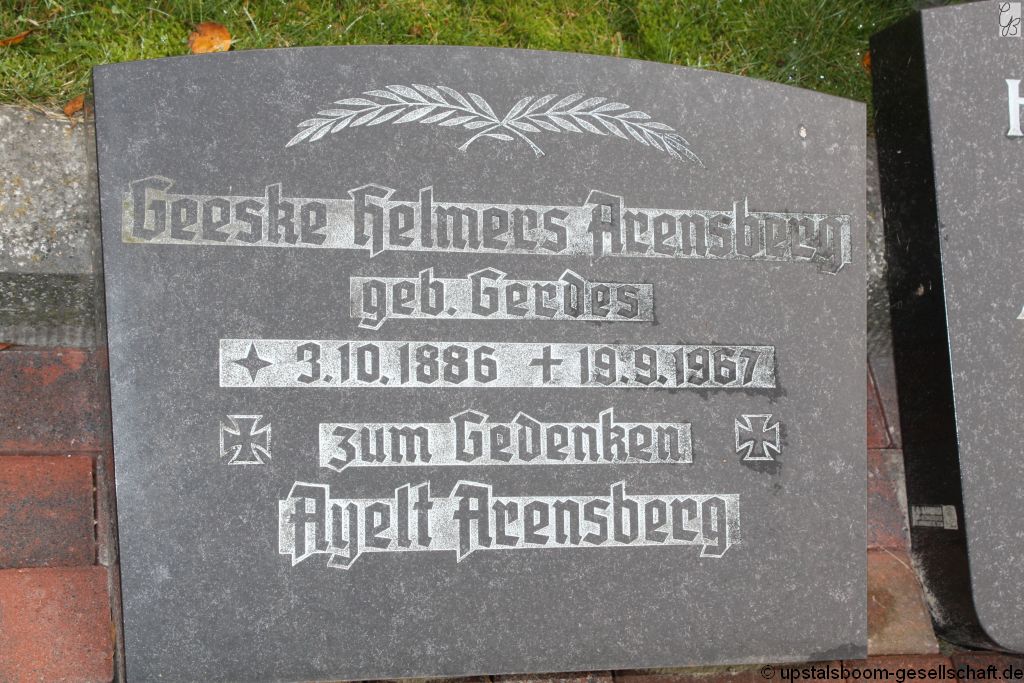 Geeske Helmers Arensberg
geb. Gerdes
3.10.1886 + 19.9.1967
zum Gedenken
Ayelt Arensberg
H
© upstalsboom-gesellschaft.de